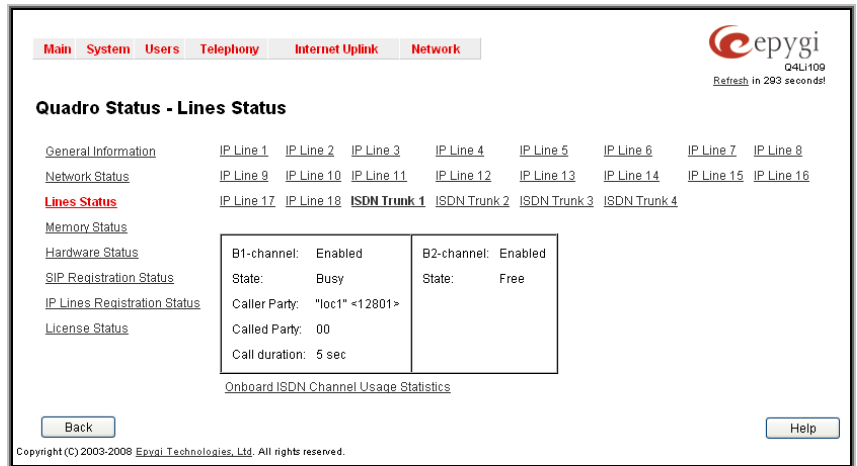 Main System Users Telephony Internet Uplink Network
epygi
Q4Li109
Refresh in 293 seconds!
Quadro Status - Lines Status
General Information
Network Status
Lines Status
Memory Status
Hardware Status
SIP Registration Status
IP Lines Registration Status
License Status
IP Line 1 IP Line 2 IP Line 3 IP Line 4 IP Line 5 IP Line 6 IP Line 7 IP Line 8
IP Line 9 IP Line 10 IP Line 11 IP Line 12 IP Line 13 IP Line 14 IP Line 15 IP Line 16
IP Line 17 IP Line 18 ISDN Trunk 1 ISDN Trunk 2 ISDN Trunk 3 ISDN Trunk 4
B1-channel: Enabled
State: Busy
Caller Party: "loc1" <12801>
Called Party: 00
Call duration: 5 sec
B2-channel: Enabled
State: Free
Onboard ISDN Channel Usage Statistics
Back
Help
Copyright (C) 2003-2008 Epygi Technologies, Ltd. All rights reserved.